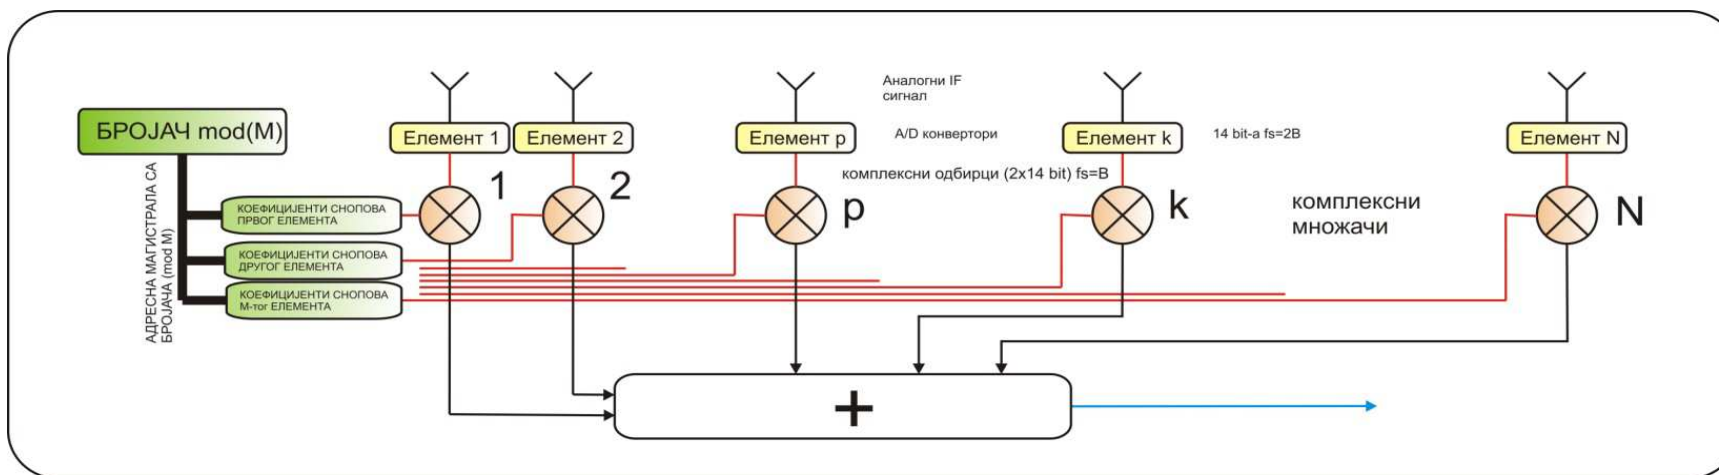 Аналогни IF
сигнал
БРОЈАЧ mod(M)
Елемент 1
Елемент 2
Елемент p
A/D конвертори
Елемент k
14 bit-a fs=2B
Елемент N
комплексни одбирци (2x14 bit) fs=B
1
2
p
k
N
комплексни
множачи
КОЕФИЦИЈЕНТИ СНОПОВА
ПРВОГ ЕЛЕМЕНТА
КОЕФИЦИЈЕНТИ СНОПОВА
ДРУГОГ ЕЛЕМЕНТА
КОЕФИЦИЈЕНТИ СНОПОВА
М-тог ЕЛЕМЕНТА
АДРЕСНА МАГИСТРАЛА СА
БРОЈАЧА (mod M)
+